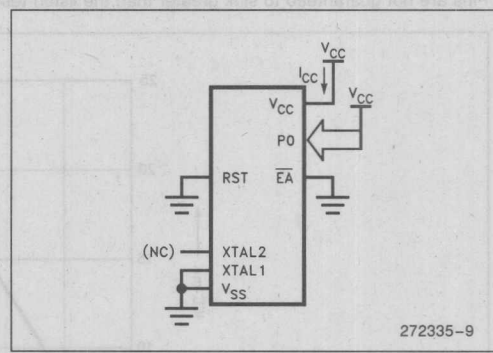 VCC
ICC
VCC
VCC
P0
RST
EA
(NC)
XTAL2
XTAL1
VSS
272335-9